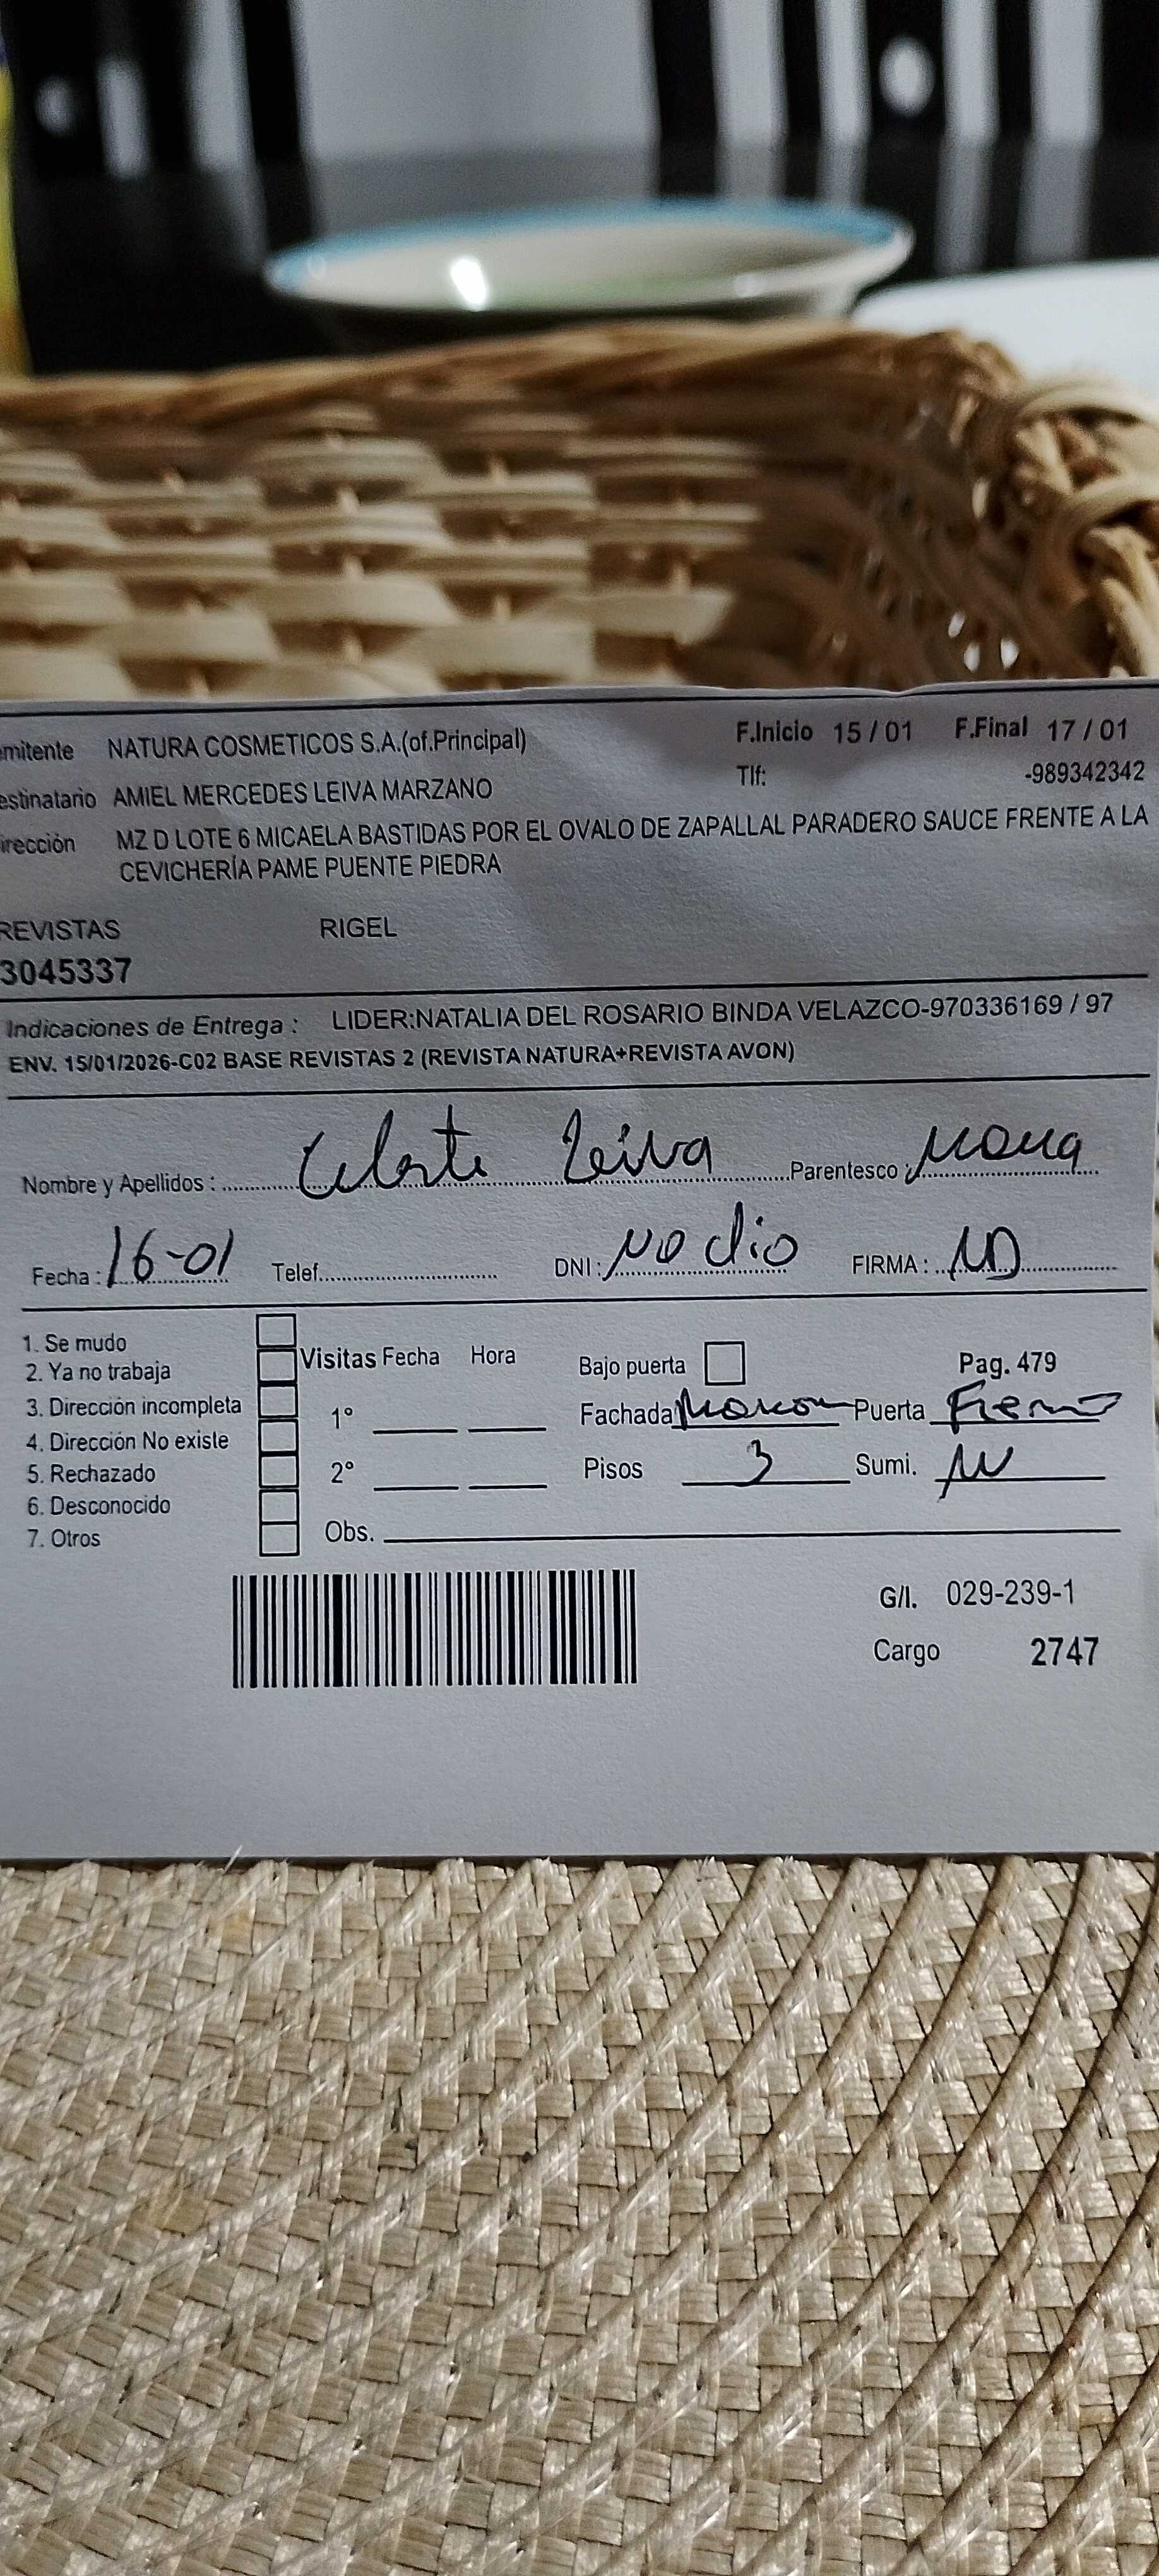 mitente NATURA COSMETICOS S.A.(of.Principal) F.Inicio 15 / 01 F.Final 17 / 01
estinatario AMIEL MERCEDES LEIVA MARZANO Tlf: -989342342
irección MZ D LOTE 6 MICAELA BASTIDAS POR EL OVALO DE ZAPALLAL PARADERO SAUCE FRENTE A LA
CEVICHERÍA PAME PUENTE PIEDRA
REVISTAS RIGEL
3045337
Indicaciones de Entrega : LIDER:NATALIA DEL ROSARIO BINDA VELAZCO-970336169 / 97
ENV. 15/01/2026-C02 BASE REVISTAS 2 (REVISTA NATURA+REVISTA AVON)
Nombre y Apellidos : Celeste Leiva Parentesco :
Fecha : 16-01 Telef. DNI : No dio FIRMA : ND
1. Se mudo
2. Ya no trabaja Visitas Fecha Hora Bajo puerta Pag. 479
3. Dirección incompleta 1° Fachada Puerta Fierro
4. Dirección No existe
5. Rechazado 2° Pisos 3 Sumi.
6. Desconocido
7. Otros Obs.
G/I. 029-239-1
Cargo 2747